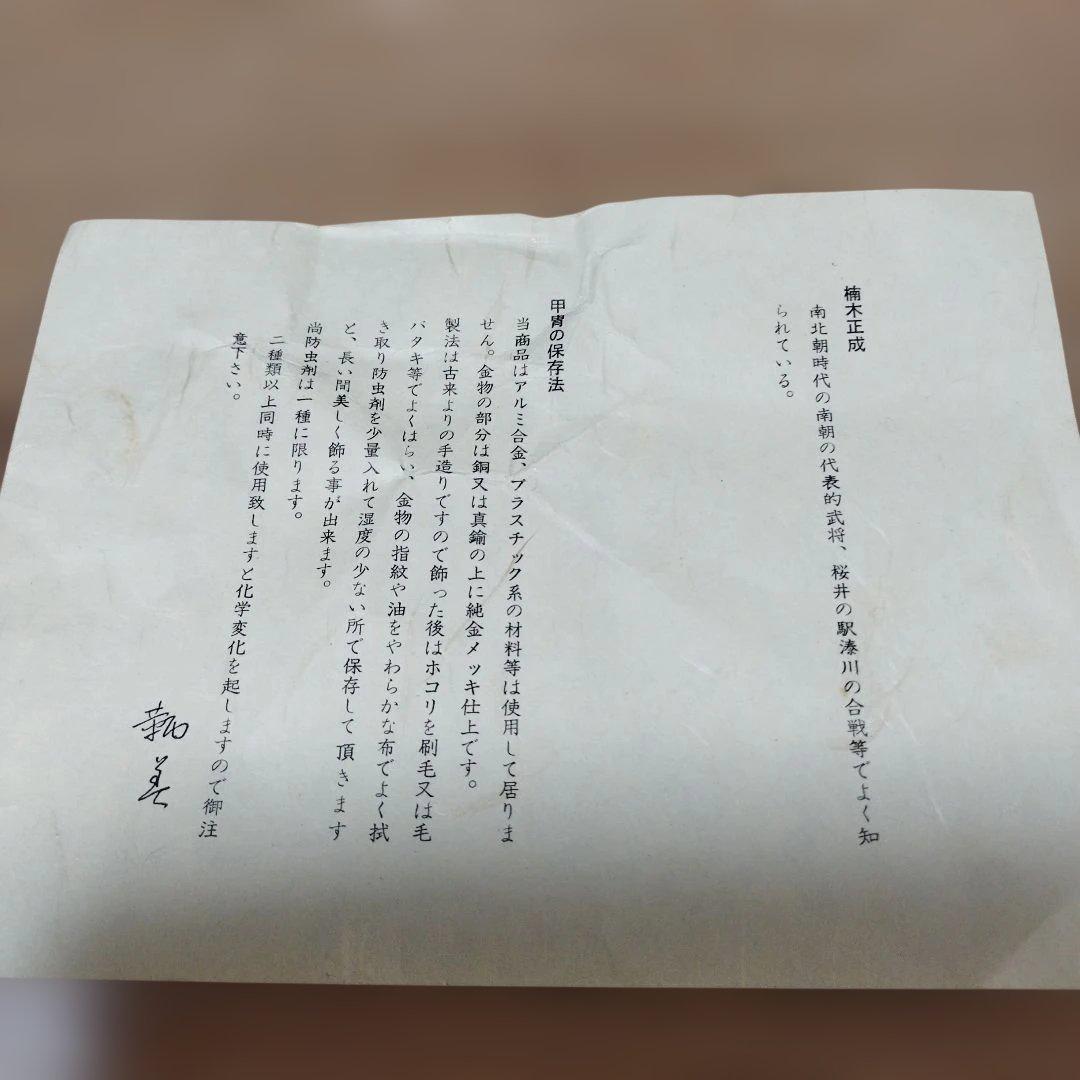 楠木正成
南北朝時代の南朝の代表的武将、桜井の駅湊川の合戦等でよく知
られている。
甲冑の保存法
当商品はアルミ合金、プラスチック系の材料等は使用して居りま
せん。金物の部分は銅又は真鍮の上に純金メッキ仕上です。
製法は古来よりの手造りですので飾った後はホコリを刷毛又は毛
バタキ等でよくはらい、金物の指紋や油をやわらかな布でよく拭
き取り防虫剤を少量入れて湿度の少ない所で保存して頂きます
と、長い間美しく飾る事が出来ます。
尚防虫剤は一種に限ります。
二種類以上同時に使用致しますと化学変化を起しますので御注
意下さい。